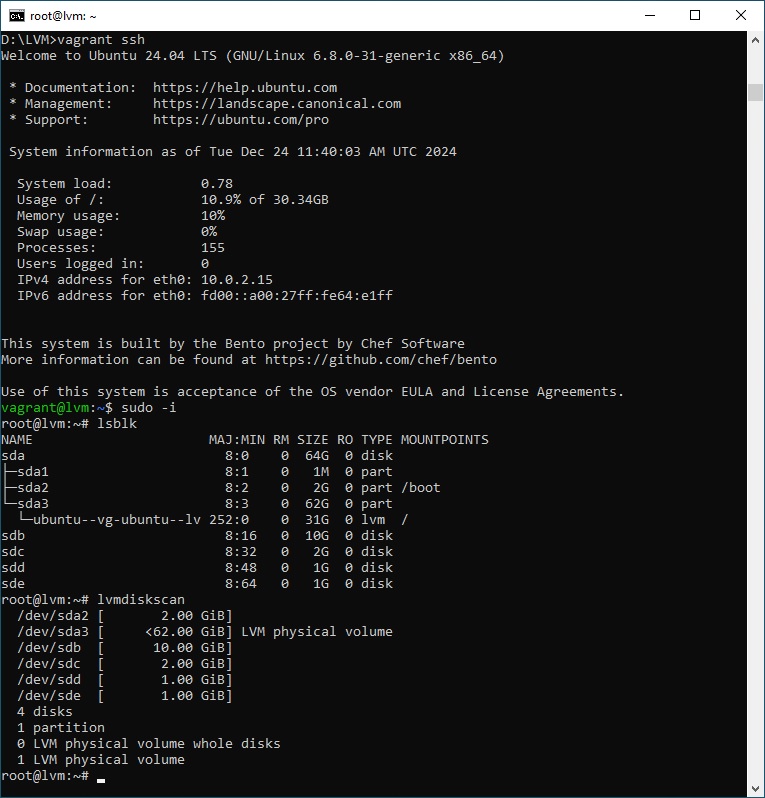 root@lvm: ~
D:\LVM>vagrant ssh
Welcome to Ubuntu 24.04 LTS (GNU/Linux 6.8.0-31-generic x86_64)
 * Documentation:  https://help.ubuntu.com
 * Management:     https://landscape.canonical.com
 * Support:        https://ubuntu.com/pro
 System information as of Tue Dec 24 11:40:03 AM UTC 2024
  System load:           0.78
  Usage of /:            10.9% of 30.34GB
  Memory usage:          10%
  Swap usage:            0%
  Processes:             155
  Users logged in:       0
  IPv4 address for eth0: 10.0.2.15
  IPv6 address for eth0: fd00::a00:27ff:fe64:e1ff
This system is built by the Bento project by Chef Software
More information can be found at https://github.com/chef/bento
Use of this system is acceptance of the OS vendor EULA and License Agreements.
vagrant@lvm:~$ sudo -i
root@lvm:~# lsblk
NAME                      MAJ:MIN RM SIZE RO TYPE MOUNTPOINTS
sda                         8:0    0  64G  0 disk
├─sda1                      8:1    0   1M  0 part
├─sda2                      8:2    0   2G  0 part /boot
└─sda3                      8:3    0  62G  0 part
  └─ubuntu--vg-ubuntu--lv 252:0    0  31G  0 lvm  /
sdb                         8:16   0  10G  0 disk
sdc                         8:32   0   2G  0 disk
sdd                         8:48   0   1G  0 disk
sde                         8:64   0   1G  0 disk
root@lvm:~# lvmdiskscan
  /dev/sda2 [       2.00 GiB]
  /dev/sda3 [     <62.00 GiB] LVM physical volume
  /dev/sdb  [      10.00 GiB]
  /dev/sdc  [       2.00 GiB]
  /dev/sdd  [       1.00 GiB]
  /dev/sde  [       1.00 GiB]
  4 disks
  1 partition
  0 LVM physical volume whole disks
  1 LVM physical volume
root@lvm:~#